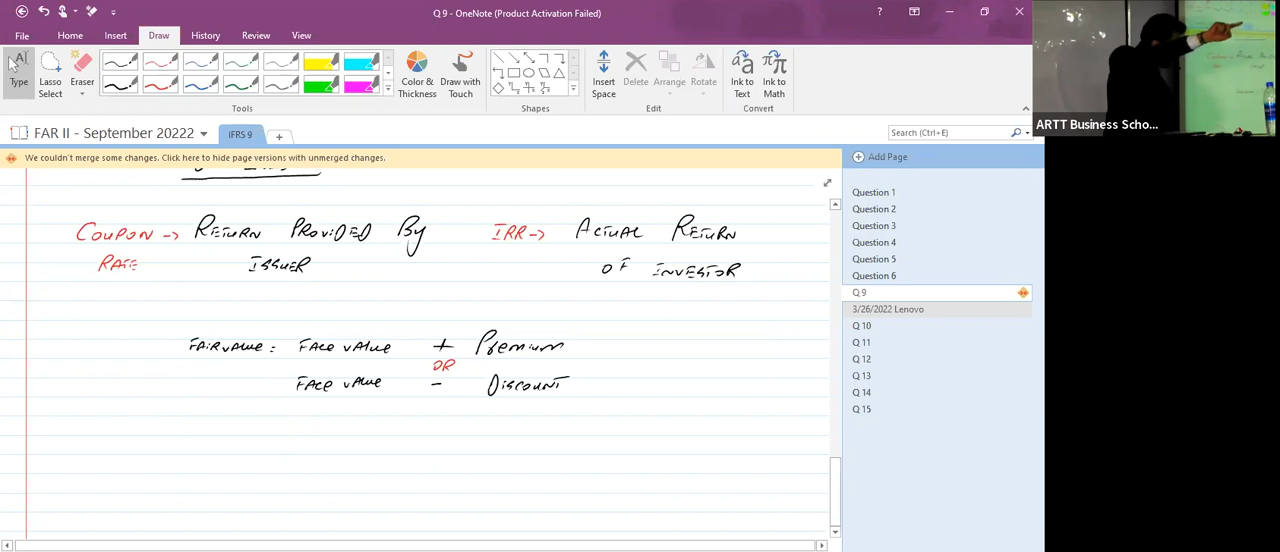 Q 9 - OneNote (Product Activation Failed)
File Home Insert Draw History Review View
Type
Lasso Select
Eraser
Color & Thickness
Draw with Touch
Insert Space
Delete
Arrange
Rotate
Ink to Text
Ink to Math
Tools
Shapes
Edit
Convert
ARTT Business Scho...
FAR II - September 20222
IFRS 9
Search (Ctrl+E)
We couldn't merge some changes. Click here to hide page versions with unmerged changes.
Add Page
Question 1
Question 2
Question 3
Question 4
Question 5
Question 6
Q 9
3/26/2022 Lenovo
Q 10
Q 11
Q 12
Q 13
Q 14
Q 15
COUPON -> RETURN PROVIDED By
RATE ISSUER
IRR -> ACTUAL RETURN
OF INVESTOR
FAIR VALUE : FACE VALUE + Premium
OR
FACE VALUE - DISCOUNT